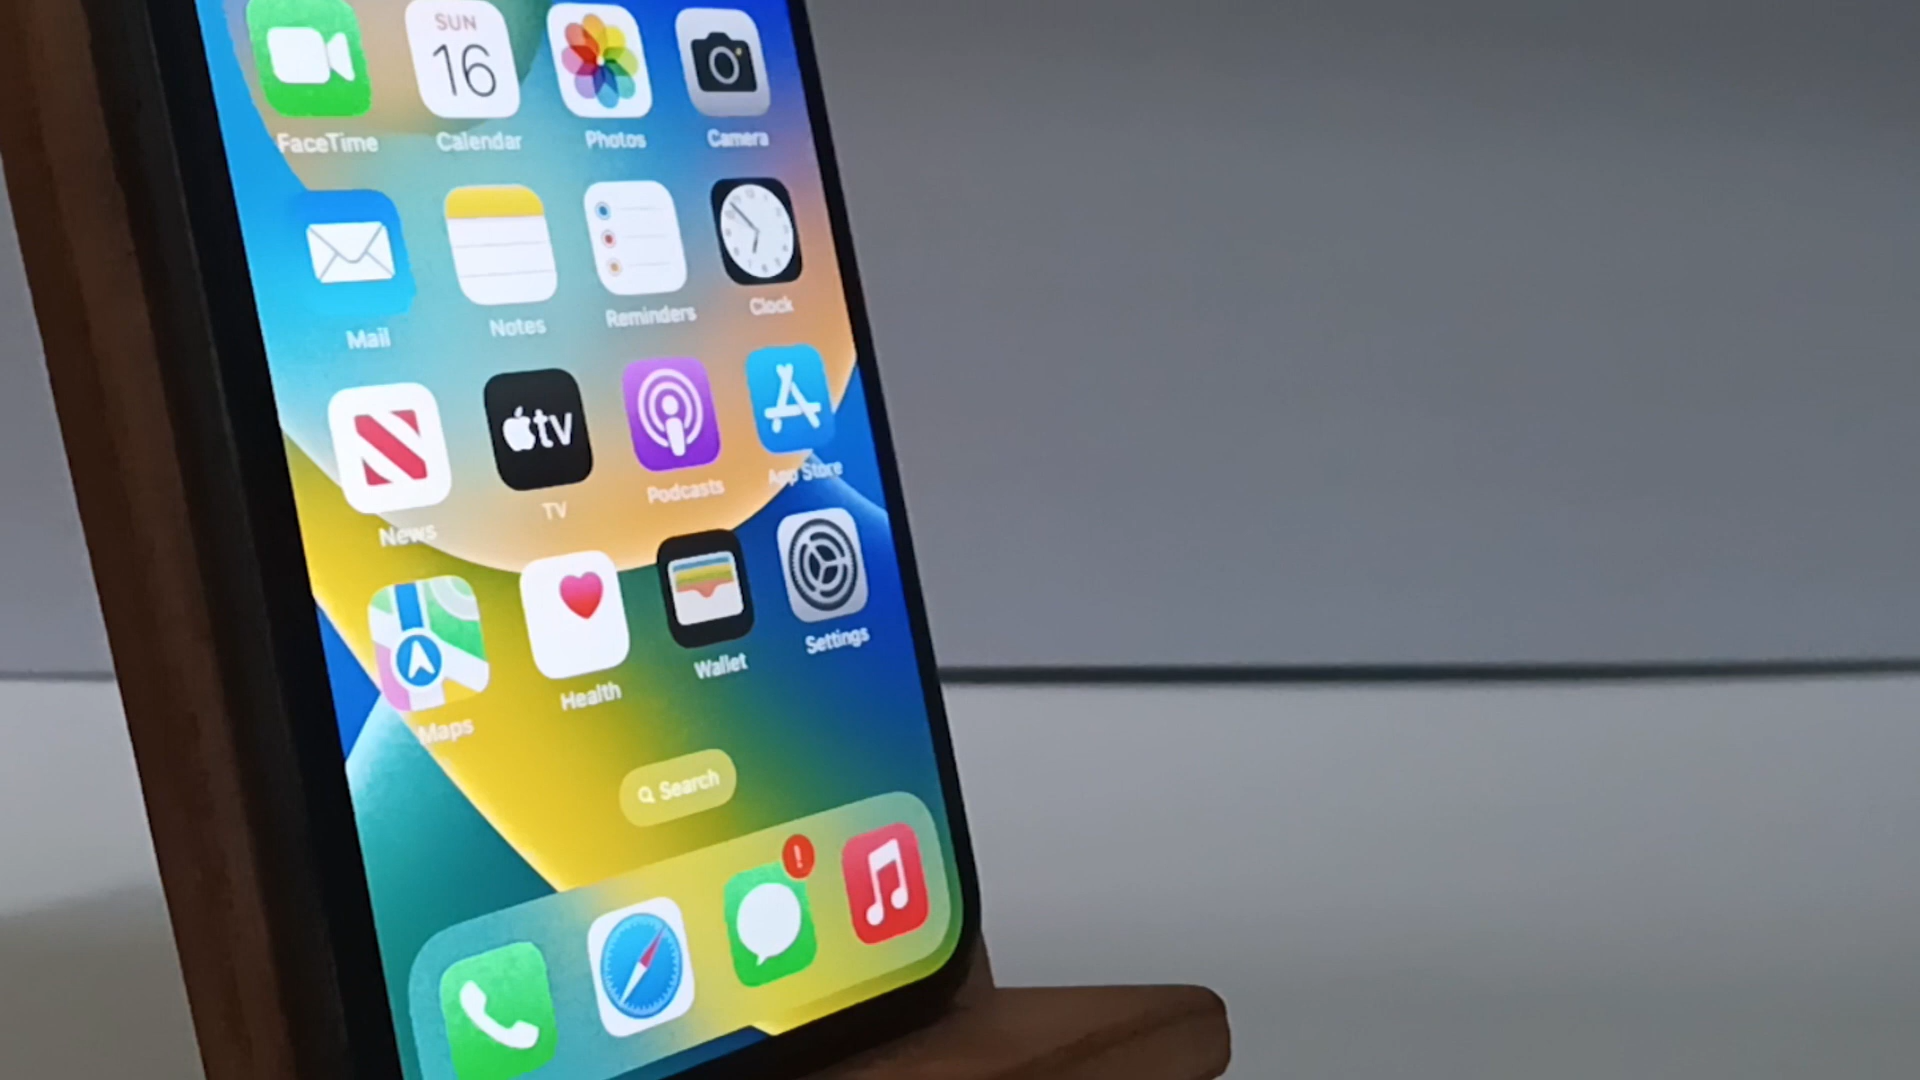 SUN
16
FaceTime
Calendar
Photos
Camera
Mail
Notes
Reminders
Clock
tv
News
TV
Podcasts
App Store
Maps
Health
Wallet
Settings
Search
!